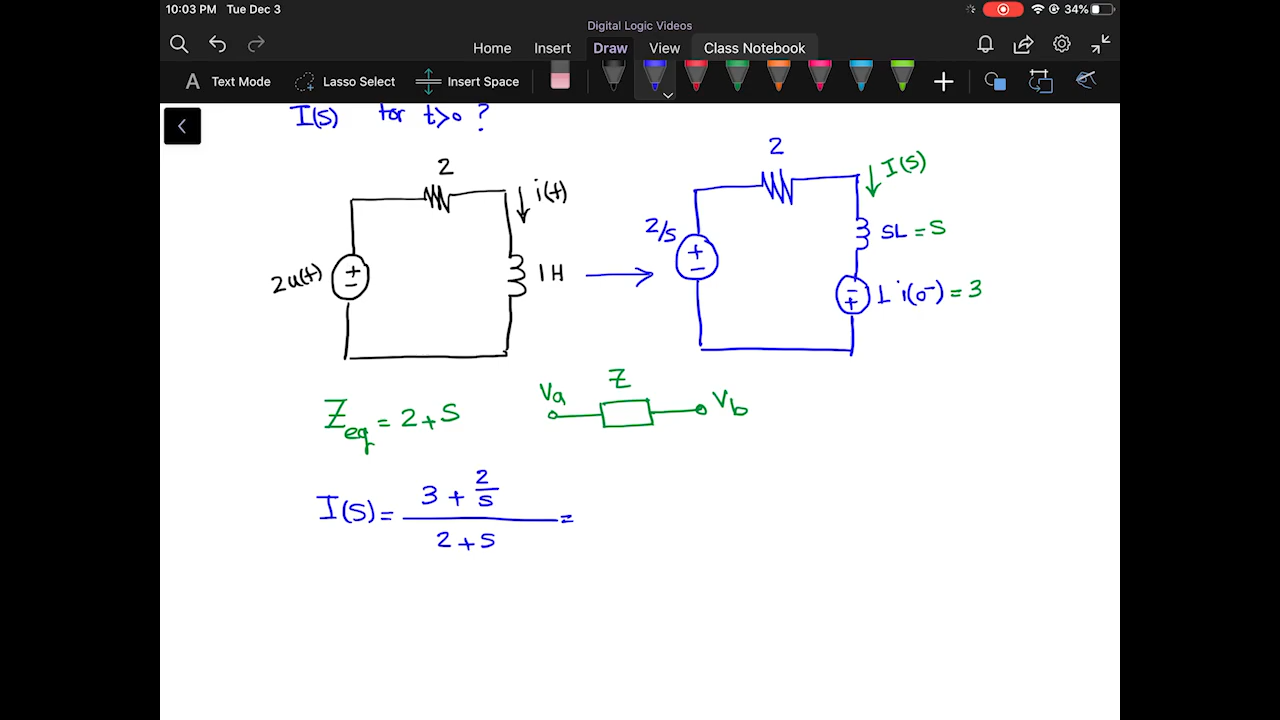 10:03 PM Tue Dec 3
34%
Digital Logic Videos
Home Insert Draw View Class Notebook
Text Mode Lasso Select Insert Space
I(s) for t>0 ?
2
i(t)
2u(t)
+
−
1H
2
I(s)
2/s
+
−
SL = S
−
+
L i(0⁻) = 3
Z_eq = 2 + S
Va
Z
Vb
I(S) = (3 + 2/s) / (2 + S) =